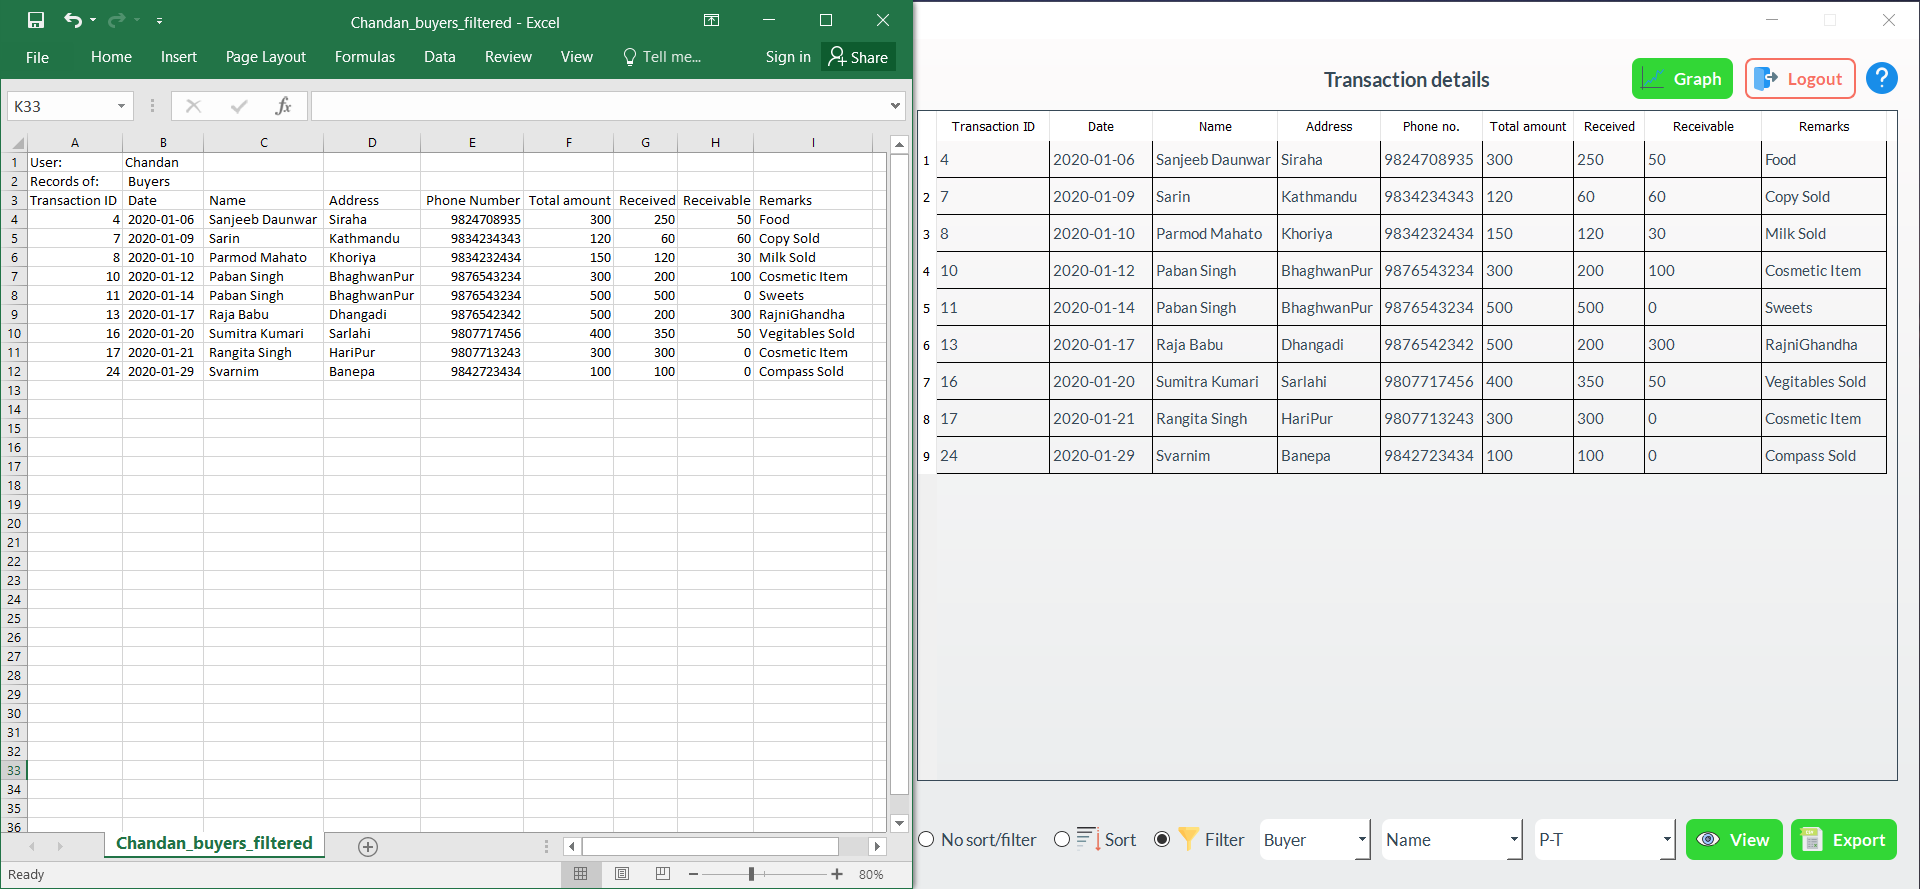 Chandan_buyers_filtered - Excel
File Home Insert Page Layout Formulas Data Review View Tell me... Sign in Share
K33 fx
A B C D E F G H I
1 User: Chandan
2 Records of: Buyers
3 Transaction ID Date Name Address Phone Number Total amount Received Receivable Remarks
4 4 2020-01-06 Sanjeeb Daunwar Siraha 9824708935 300 250 50 Food
5 7 2020-01-09 Sarin Kathmandu 9834234343 120 60 60 Copy Sold
6 8 2020-01-10 Parmod Mahato Khoriya 9834232434 150 120 30 Milk Sold
7 10 2020-01-12 Paban Singh BhaghwanPur 9876543234 300 200 100 Cosmetic Item
8 11 2020-01-14 Paban Singh BhaghwanPur 9876543234 500 500 0 Sweets
9 13 2020-01-17 Raja Babu Dhangadi 9876542342 500 200 300 RajniGhandha
10 16 2020-01-20 Sumitra Kumari Sarlahi 9807717456 400 350 50 Vegitables Sold
11 17 2020-01-21 Rangita Singh HariPur 9807713243 300 300 0 Cosmetic Item
12 24 2020-01-29 Svarnim Banepa 9842723434 100 100 0 Compass Sold
13
14
15
16
17
18
19
20
21
22
23
24
25
26
27
28
29
30
31
32
33
34
35
36
Chandan_buyers_filtered
Ready 80%
Transaction details Graph Logout ?
Transaction ID Date Name Address Phone no. Total amount Received Receivable Remarks
1 4 2020-01-06 Sanjeeb Daunwar Siraha 9824708935 300 250 50 Food
2 7 2020-01-09 Sarin Kathmandu 9834234343 120 60 60 Copy Sold
3 8 2020-01-10 Parmod Mahato Khoriya 9834232434 150 120 30 Milk Sold
4 10 2020-01-12 Paban Singh BhaghwanPur 9876543234 300 200 100 Cosmetic Item
5 11 2020-01-14 Paban Singh BhaghwanPur 9876543234 500 500 0 Sweets
6 13 2020-01-17 Raja Babu Dhangadi 9876542342 500 200 300 RajniGhandha
7 16 2020-01-20 Sumitra Kumari Sarlahi 9807717456 400 350 50 Vegitables Sold
8 17 2020-01-21 Rangita Singh HariPur 9807713243 300 300 0 Cosmetic Item
9 24 2020-01-29 Svarnim Banepa 9842723434 100 100 0 Compass Sold
No sort/filter Sort Filter Buyer Name P-T View Export